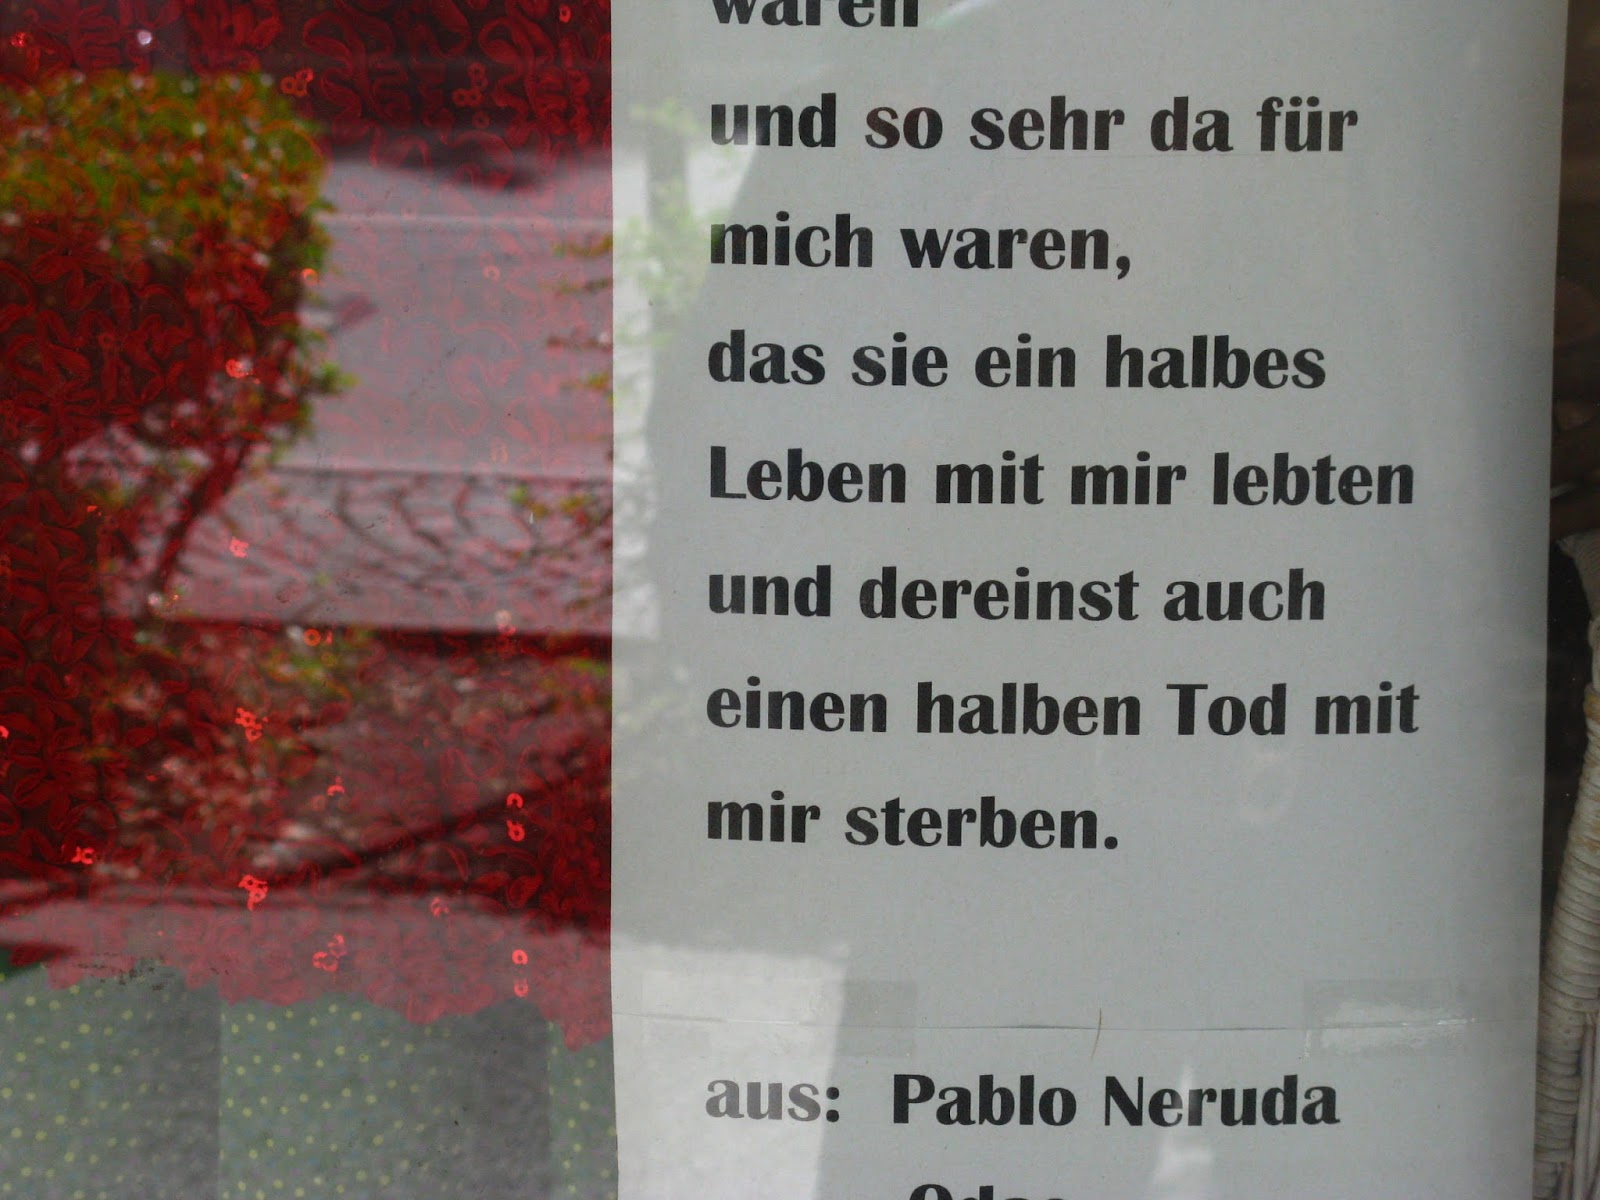 waren
und so sehr da für
mich waren,
das sie ein halbes
Leben mit mir lebten
und dereinst auch
einen halben Tod mit
mir sterben.
aus: Pablo Neruda